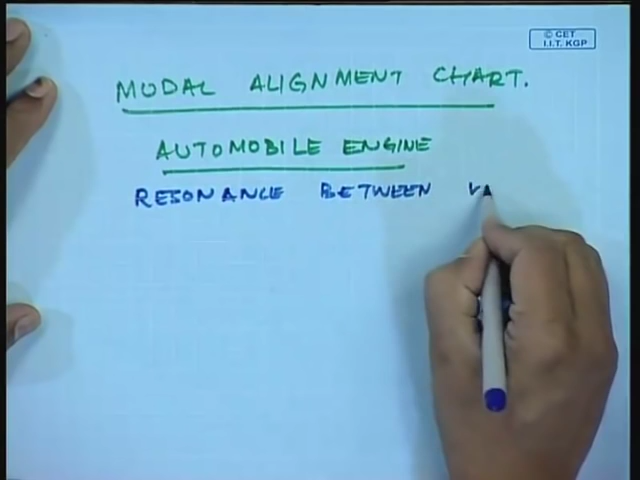 © CET
I.I.T. KGP
MODAL ALIGNMENT CHART.
AUTOMOBILE ENGINE
RESONANCE BETWEEN